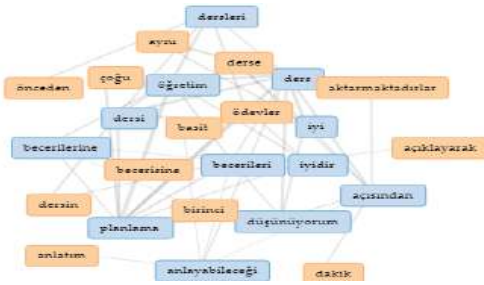 dersleri
aynı
derse
önceden
çoğu
öğretim
ders
aktarmaktadırlar
dersi
basit
ödevler
iyi
becerilerine
becerisine
becerileri
iyidir
açıklayarak
dersin
açısından
planlama
birinci
düşünüyorum
anlatım
anlayabileceği
dakik